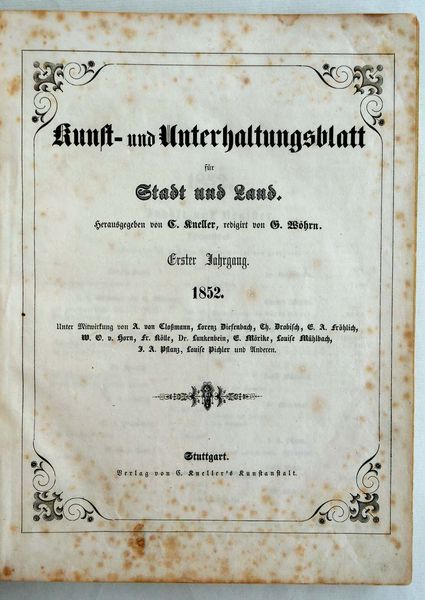 Kunst- und Unterhaltungsblatt
für
Stadt und Land.
Herausgegeben von C. Kneller, redigirt von G. Wöhrn.
Erster Jahrgang.
1852.
Unter Mitwirkung von A. von Cloßmann, Lorenz Diefenbach, Th. Drobisch, E. A. Fröhlich,
W. O. v. Horn, Fr. Kölle, Dr. Lunkenbein, E. Mörike, Louise Mühlbach,
J. A. Pflanz, Louise Pichler und Anderen.
Stuttgart.
Verlag von C. Kneller's Kunstanstalt.